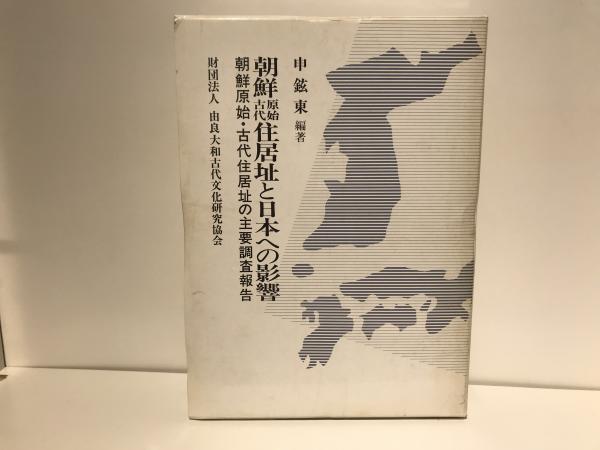 申鉉東 編著
朝鮮原始古代住居址と日本への影響
朝鮮原始・古代住居址の主要調査報告
財団法人 由良大和古代文化研究協会